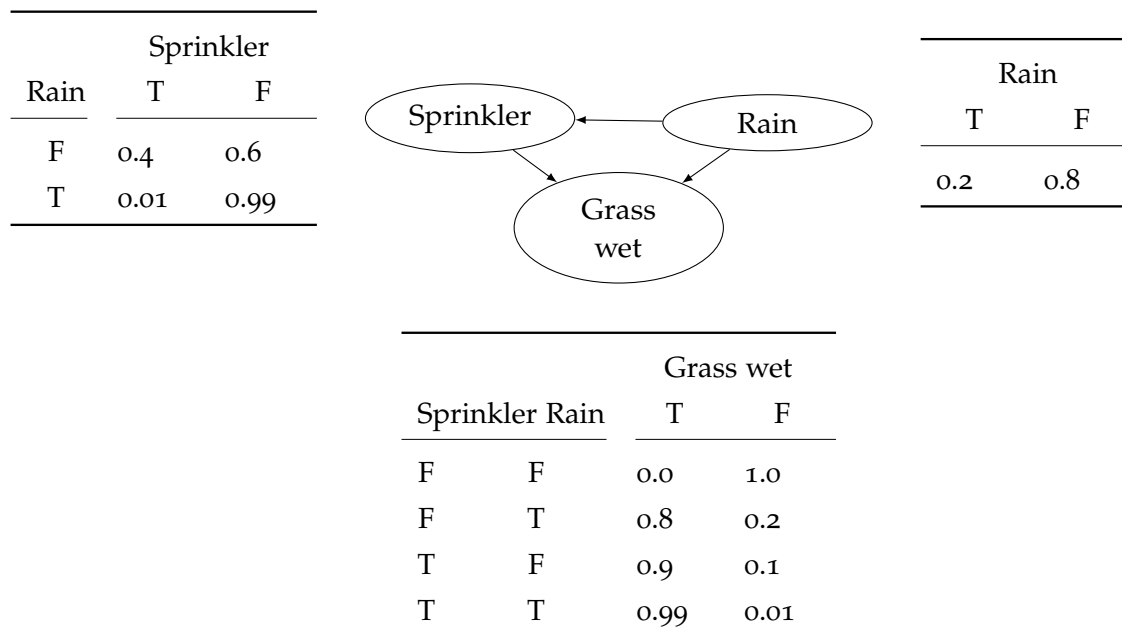 Sprinkler
Rain T F
F 0.4 0.6
T 0.01 0.99
Sprinkler
Rain
Grass
wet
Rain
T F
0.2 0.8
Grass wet
Sprinkler Rain T F
F F 0.0 1.0
F T 0.8 0.2
T F 0.9 0.1
T T 0.99 0.01